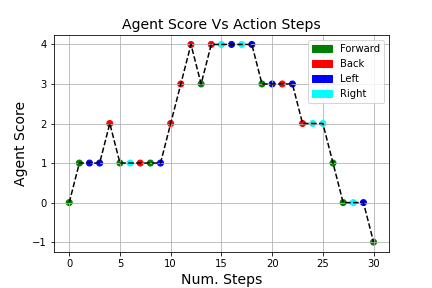 Agent Score Vs Action Steps
4
3
2
1
0
−1
Agent Score
Forward
Back
Left
Right
0 5 10 15 20 25 30
Num. Steps